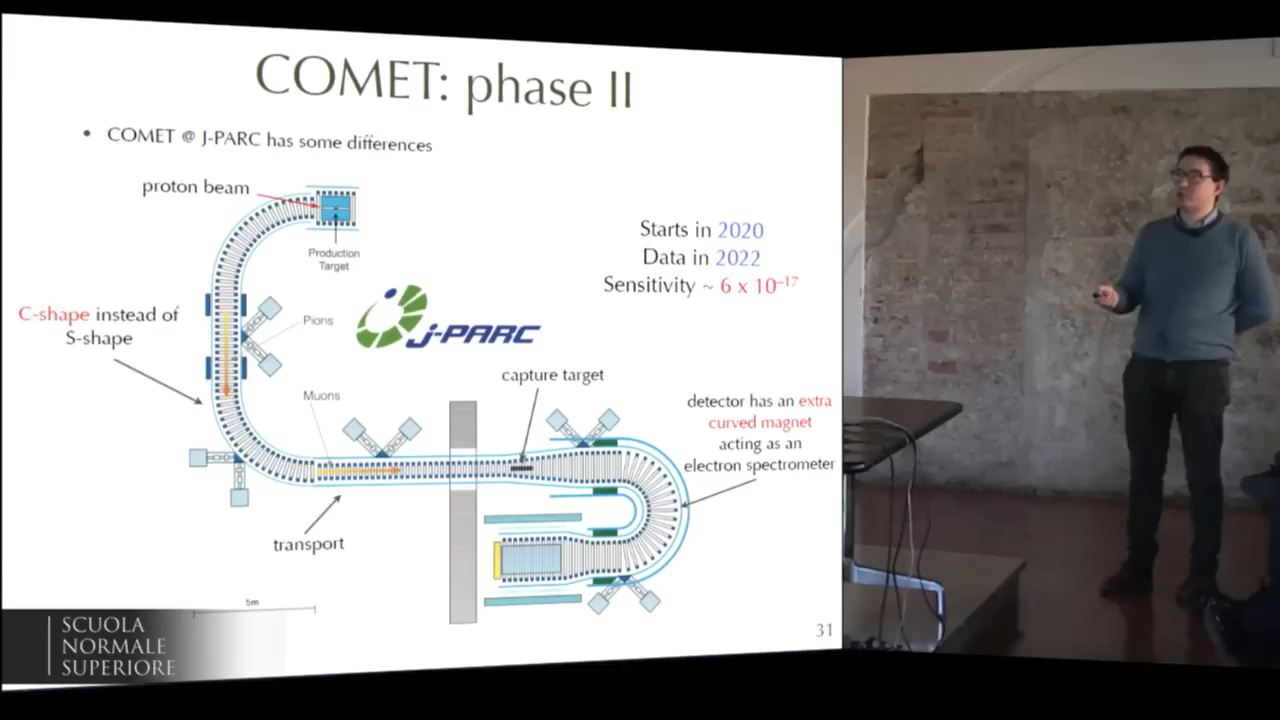 COMET: phase II
• COMET @ J-PARC has some differences
proton beam
Production
Target
Starts in 2020
Data in 2022
Sensitivity ~ 6 x 10⁻¹⁷
C-shape instead of
S-shape
Pions
J-PARC
Muons
capture target
detector has an extra
curved magnet
acting as an
electron spectrometer
transport
5m
31
SCUOLA
NORMALE
SUPERIORE